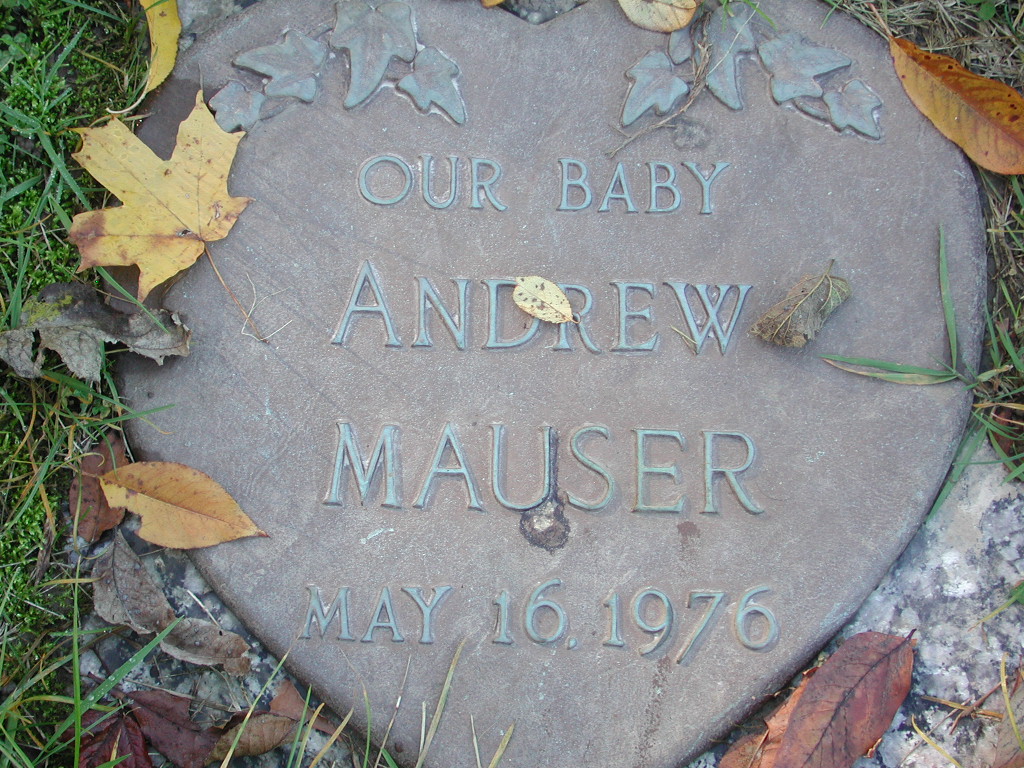 OUR BABY
ANDREW
MAUSER
MAY 16, 1976